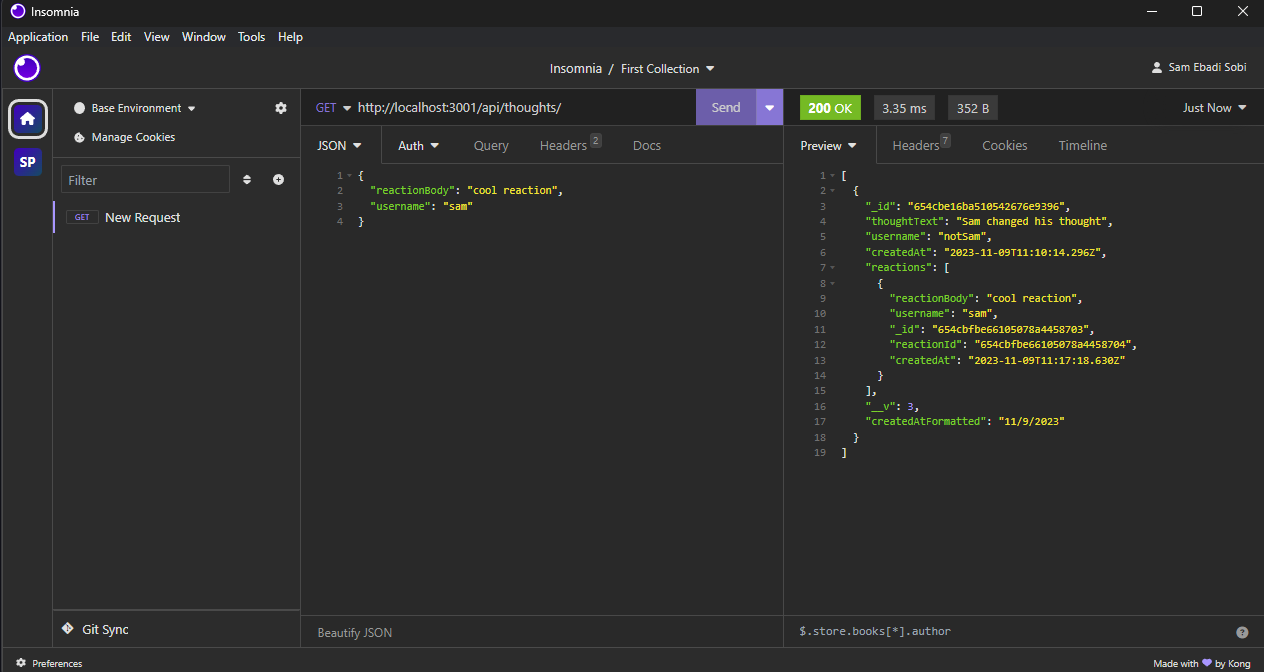 Insomnia
Application File Edit View Window Tools Help
Insomnia / First Collection
Sam Ebadi Sobi
SP
Base Environment
Manage Cookies
Filter
GET New Request
Git Sync
Preferences
GET http://localhost:3001/api/thoughts/ Send
JSON Auth Query Headers 2 Docs
1 {
2 "reactionBody": "cool reaction",
3 "username": "sam"
4 }
Beautify JSON
200 OK 3.35 ms 352 B Just Now
Preview Headers 7 Cookies Timeline
1 [
2 {
3 "_id": "654cbe16ba510542676e9396",
4 "thoughtText": "Sam changed his thought",
5 "username": "notSam",
6 "createdAt": "2023-11-09T11:10:14.296Z",
7 "reactions": [
8 {
9 "reactionBody": "cool reaction",
10 "username": "sam",
11 "_id": "654cbfbe66105078a4458703",
12 "reactionId": "654cbfbe66105078a4458704",
13 "createdAt": "2023-11-09T11:17:18.630Z"
14 }
15 ],
16 "__v": 3,
17 "createdAtFormatted": "11/9/2023"
18 }
19 ]
$.store.books[*].author
?
Made with 💜 by Kong